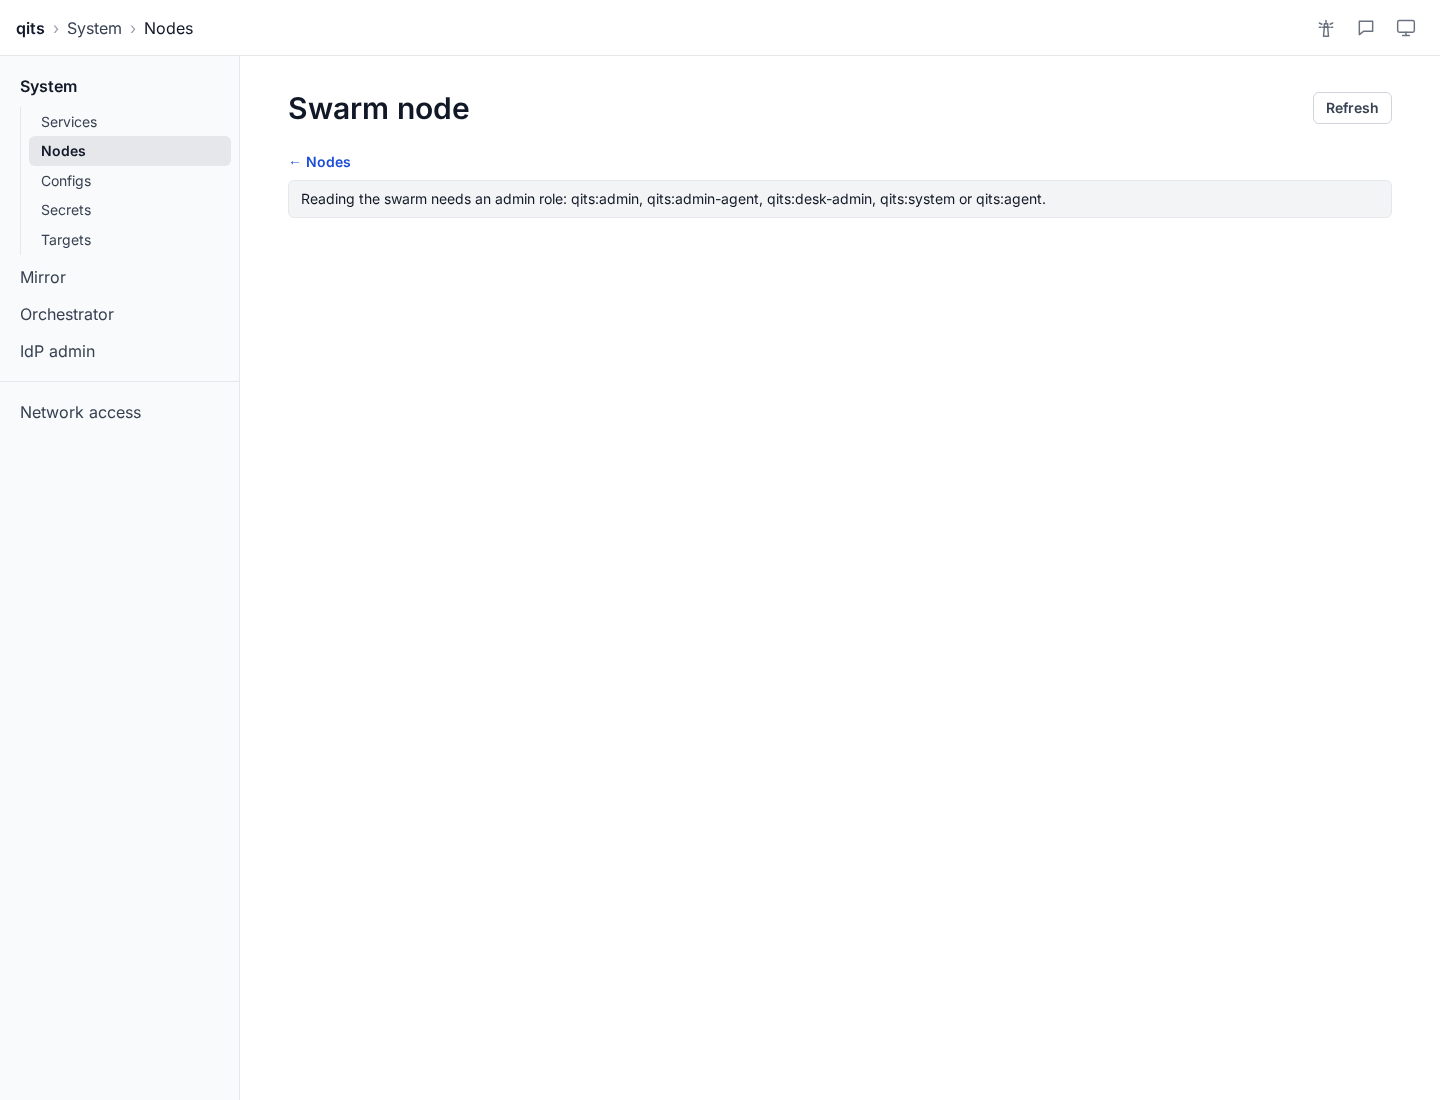 qits › System › Nodes
System
Services
Nodes
Configs
Secrets
Targets
Mirror
Orchestrator
IdP admin
Network access
Swarm node
Refresh
← Nodes
Reading the swarm needs an admin role: qits:admin, qits:admin-agent, qits:desk-admin, qits:system or qits:agent.